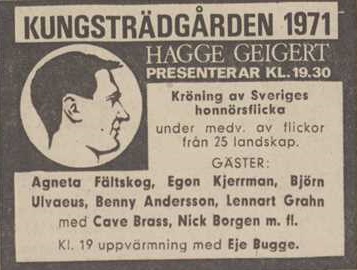 KUNGSTRÄDGÅRDEN 1971
HAGGE GEIGERT
PRESENTERAR KL. 19.30
Kröning av Sveriges
honnörsflicka
under medv. av flickor
från 25 landskap.
GÄSTER:
Agneta Fältskog, Egon Kjerrman, Björn
Ulvaeus, Benny Andersson, Lennart Grahn
med Cave Brass, Nick Borgen m. fl.
Kl. 19 uppvärmning med Eje Bugge.